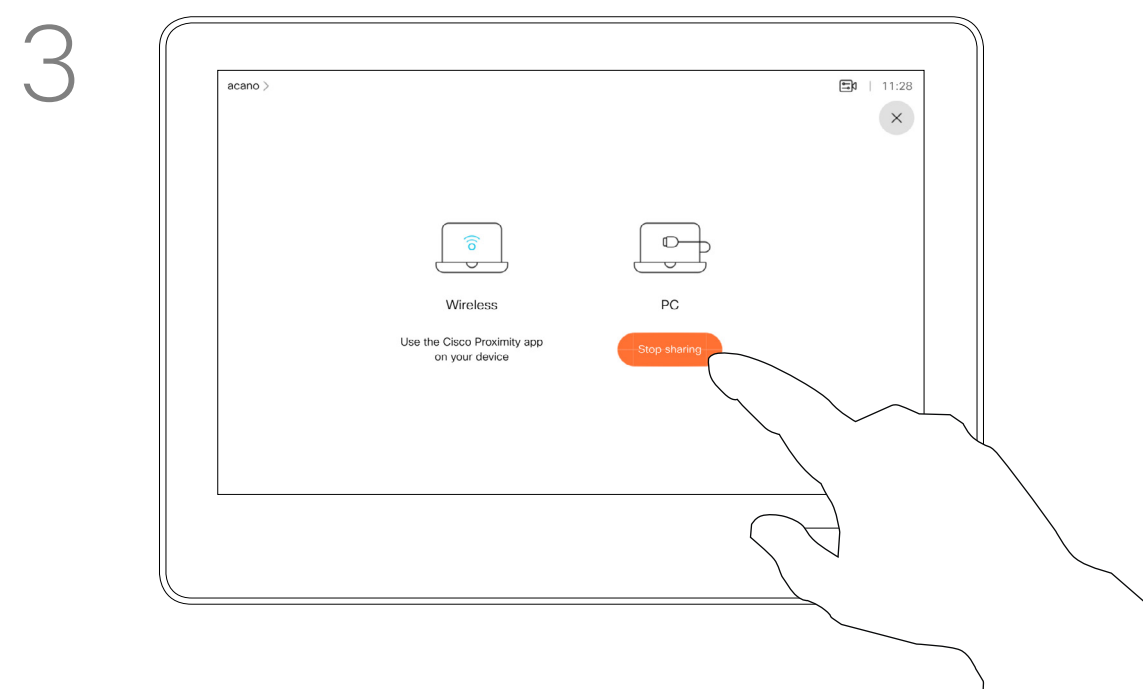 3
acano >
11:28
Wireless
PC
Use the Cisco Proximity app
on your device
Stop sharing